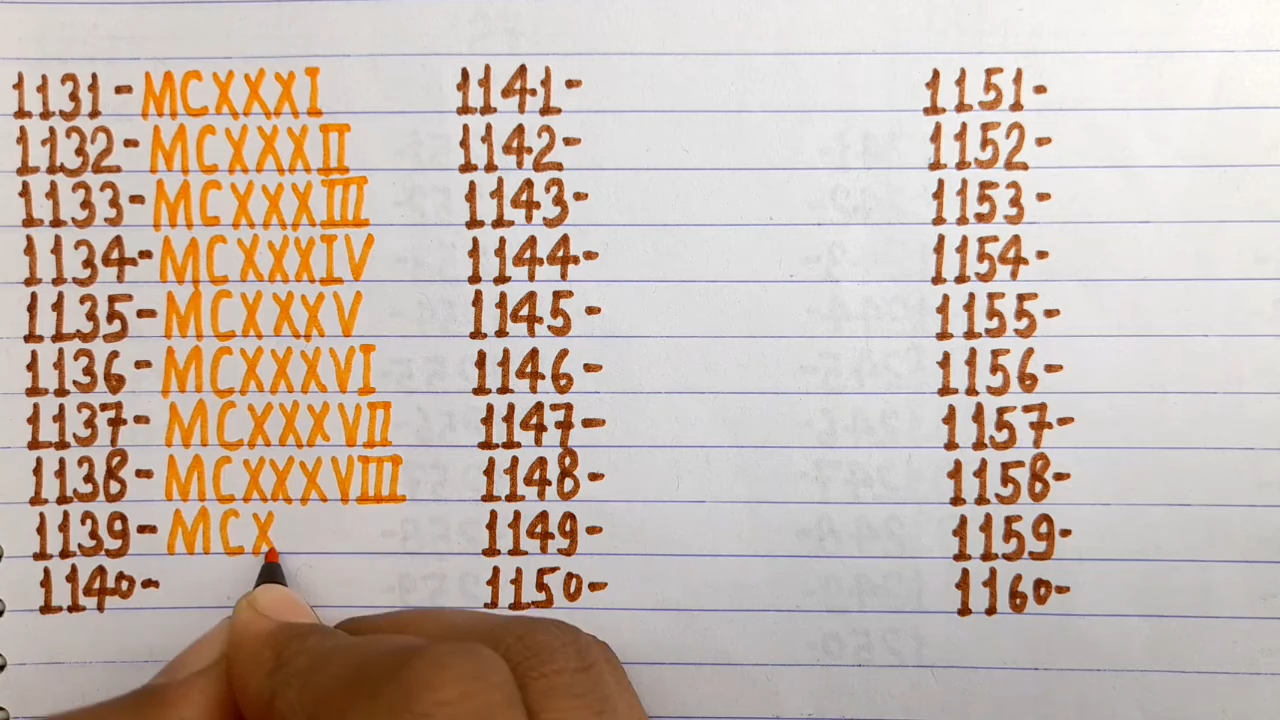 1131-MCXXXI 1141- 1151-
1132-MCXXXII 1142- 1152-
1133-MCXXXIII 1143- 1153-
1134-MCXXXIV 1144- 1154-
1135-MCXXXV 1145- 1155-
1136-MCXXXVI 1146- 1156-
1137-MCXXXVII 1147- 1157-
1138-MCXXXVIII 1148- 1158-
1139-MCX 1149- 1159-
1140- 1150- 1160-